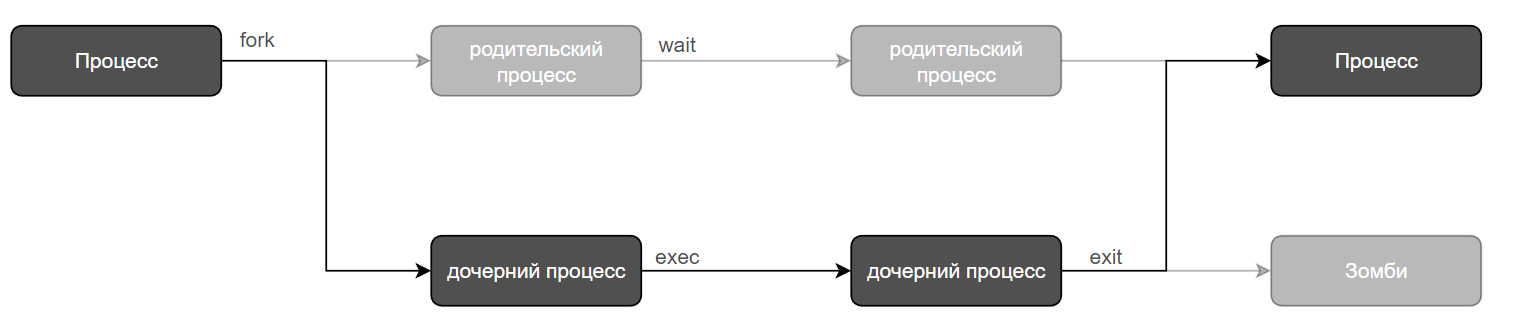 Процесс
fork
родительский
процесс
wait
родительский
процесс
Процесс
дочерний процесс
exec
дочерний процесс
exit
Зомби